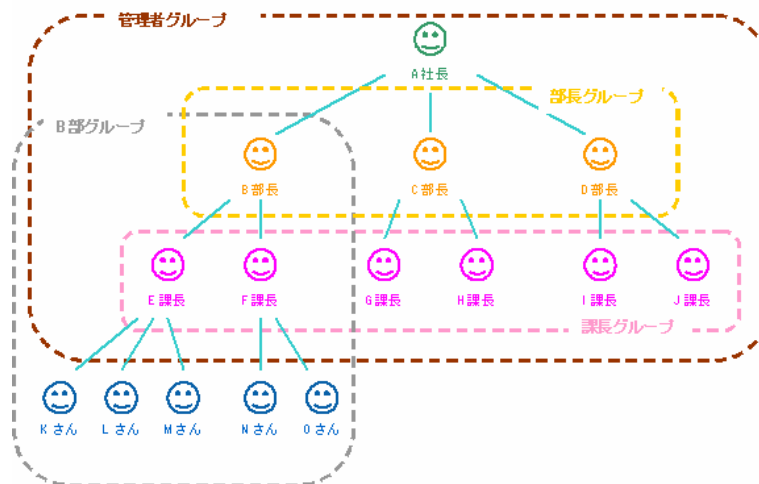 管理者グループ
A社長
部長グループ
B部グループ
B部長
C部長
D部長
E課長
F課長
G課長
H課長
I課長
J課長
課長グループ
Kさん
Lさん
Mさん
Nさん
Oさん